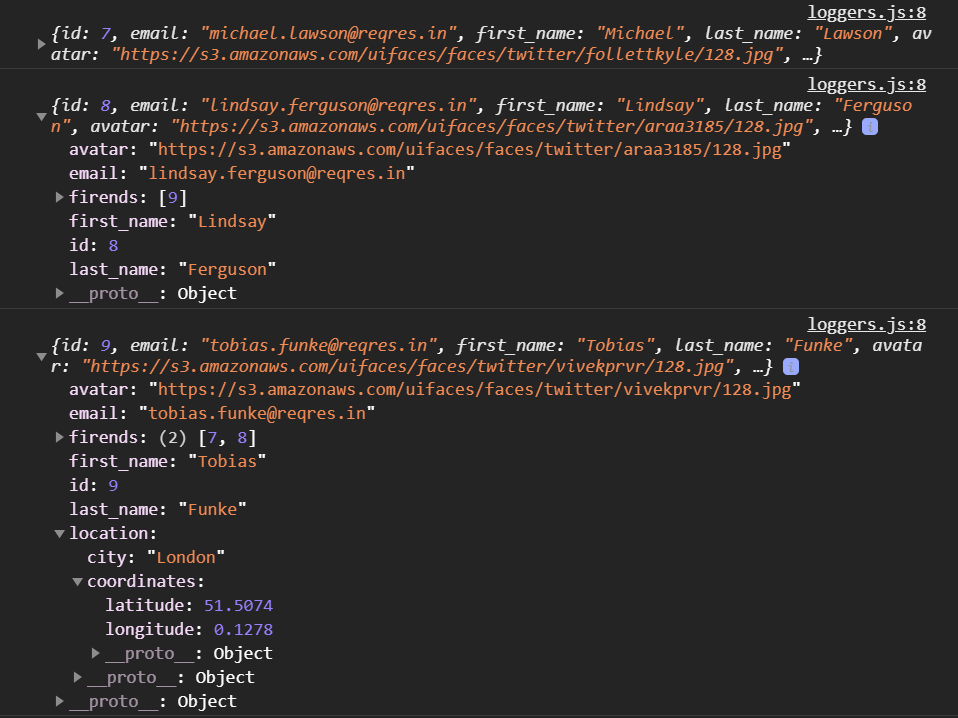 loggers.js:8
{id: 7, email: "michael.lawson@reqres.in", first_name: "Michael", last_name: "Lawson", av
atar: "https://s3.amazonaws.com/uifaces/faces/twitter/follettkyle/128.jpg", …}
loggers.js:8
{id: 8, email: "lindsay.ferguson@reqres.in", first_name: "Lindsay", last_name: "Ferguso
n", avatar: "https://s3.amazonaws.com/uifaces/faces/twitter/araa3185/128.jpg", …} i
avatar: "https://s3.amazonaws.com/uifaces/faces/twitter/araa3185/128.jpg"
email: "lindsay.ferguson@reqres.in"
firends: [9]
first_name: "Lindsay"
id: 8
last_name: "Ferguson"
__proto__: Object
loggers.js:8
{id: 9, email: "tobias.funke@reqres.in", first_name: "Tobias", last_name: "Funke", avata
r: "https://s3.amazonaws.com/uifaces/faces/twitter/vivekprvr/128.jpg", …} i
avatar: "https://s3.amazonaws.com/uifaces/faces/twitter/vivekprvr/128.jpg"
email: "tobias.funke@reqres.in"
firends: (2) [7, 8]
first_name: "Tobias"
id: 9
last_name: "Funke"
location:
city: "London"
coordinates:
latitude: 51.5074
longitude: 0.1278
__proto__: Object
__proto__: Object
__proto__: Object